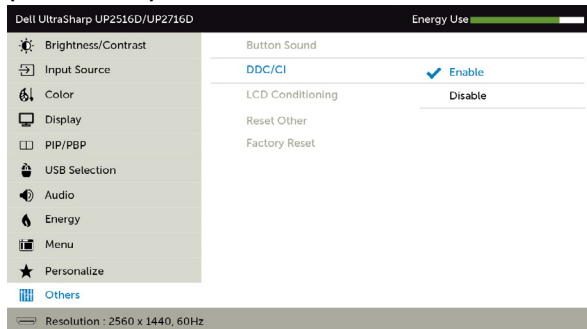 Dell UltraSharp UP2516D/UP2716D Energy Use
Brightness/Contrast Button Sound
Input Source DDC/CI Enable
Color LCD Conditioning Disable
Display Reset Other
PIP/PBP Factory Reset
USB Selection
Audio
Energy
Menu
Personalize
Others
Resolution : 2560 x 1440, 60Hz